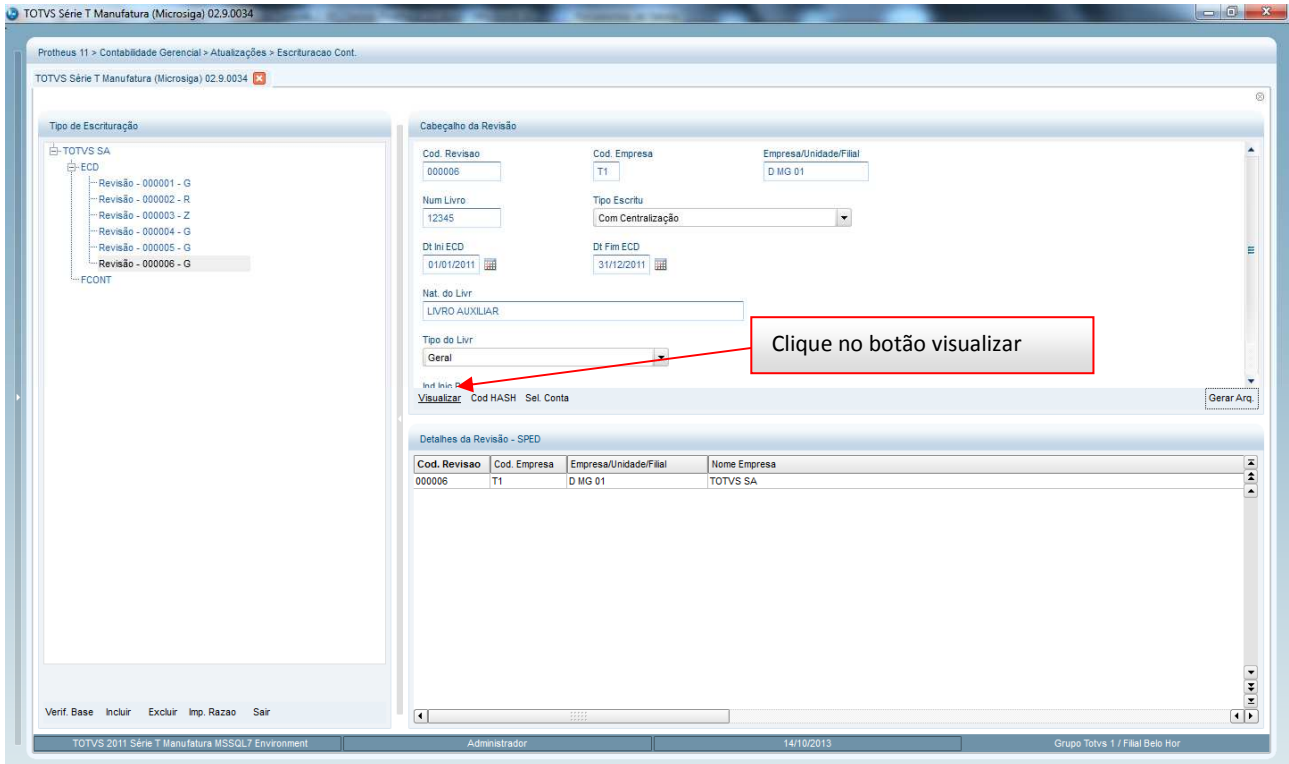 TOTVS Série T Manufatura (Microsiga) 02.9.0034
Protheus 11 > Contabilidade Gerencial > Atualizações > Escrituracao Cont.
TOTVS Série T Manufatura (Microsiga) 02.9.0034
Tipo de Escrituração
TOTVS SA
ECD
Revisão - 000001 - G
Revisão - 000002 - R
Revisão - 000003 - Z
Revisão - 000004 - G
Revisão - 000005 - G
Revisão - 000006 - G
FCONT
Verif. Base Incluir Excluir Imp. Razao Sair
Cabeçalho da Revisão
Cod. Revisao Cod. Empresa Empresa/Unidade/Filial
000006 T1 D MG 01
Num Livro Tipo Escritu
12345 Com Centralização
Dt Ini ECD Dt Fim ECD
01/01/2011 31/12/2011
Nat. do Livr
LIVRO AUXILIAR
Tipo do Livr
Geral
Clique no botão visualizar
Ind Inic P
Visualizar Cod HASH Sel. Conta Gerar Arq.
Detalhes da Revisão - SPED
Cod. Revisao Cod. Empresa Empresa/Unidade/Filial Nome Empresa
000006 T1 D MG 01 TOTVS SA
TOTVS 2011 Série T Manufatura MSSQL7 Environment Administrador 14/10/2013 Grupo Totvs 1 / Filial Belo Hor